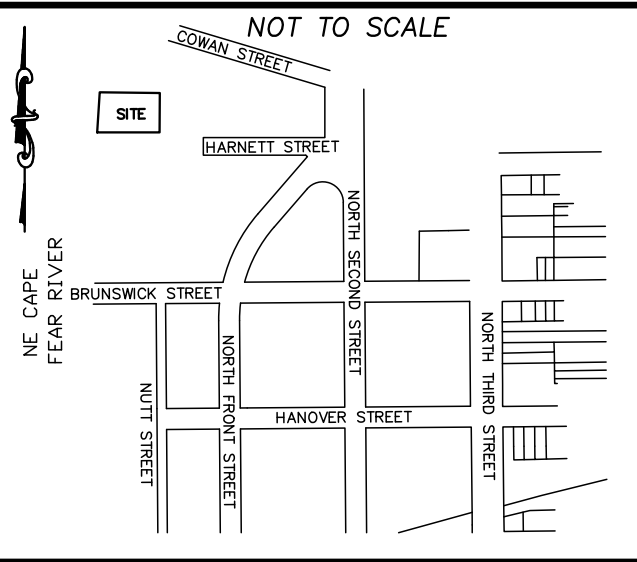 NOT TO SCALE
COWAN STREET
SITE
HARNETT STREET
NORTH SECOND STREET
NE CAPE
FEAR RIVER
BRUNSWICK STREET
NORTH THIRD STREET
NORTH FRONT STREET
NUTT STREET
HANOVER STREET